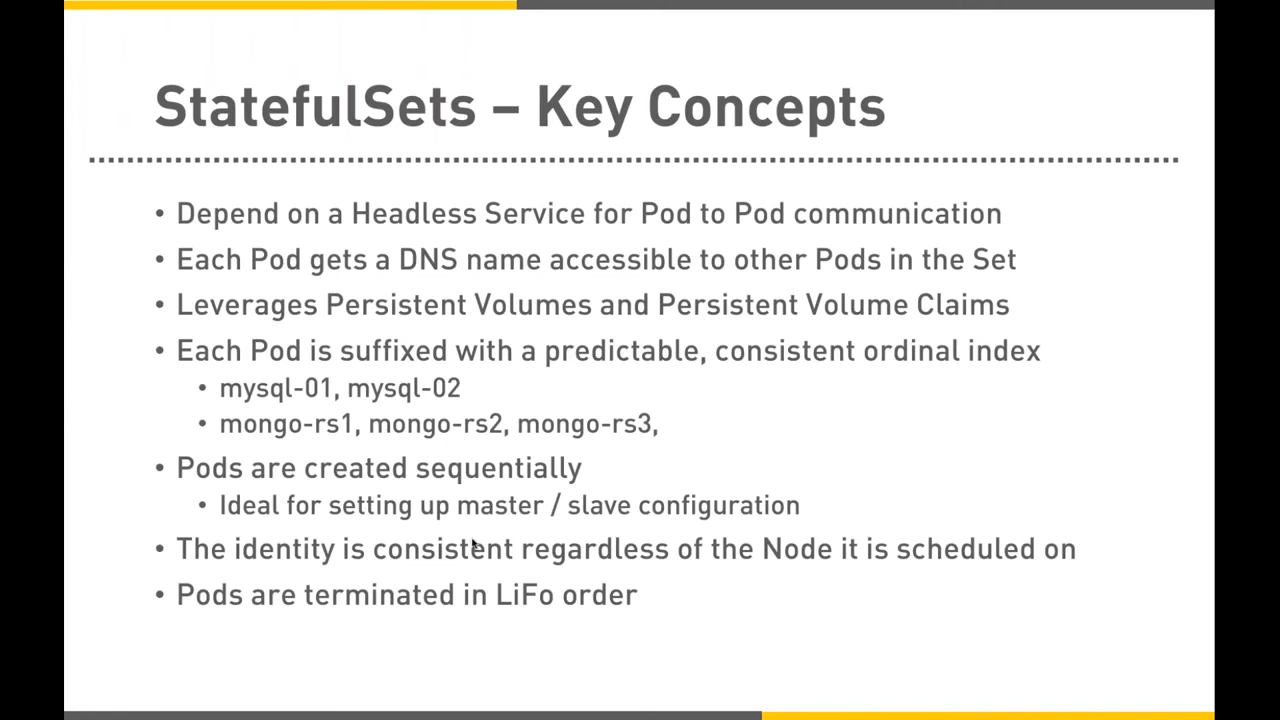 StatefulSets – Key Concepts
• Depend on a Headless Service for Pod to Pod communication
• Each Pod gets a DNS name accessible to other Pods in the Set
• Leverages Persistent Volumes and Persistent Volume Claims
• Each Pod is suffixed with a predictable, consistent ordinal index
• mysql-01, mysql-02
• mongo-rs1, mongo-rs2, mongo-rs3,
• Pods are created sequentially
• Ideal for setting up master / slave configuration
• The identity is consistent regardless of the Node it is scheduled on
• Pods are terminated in LiFo order